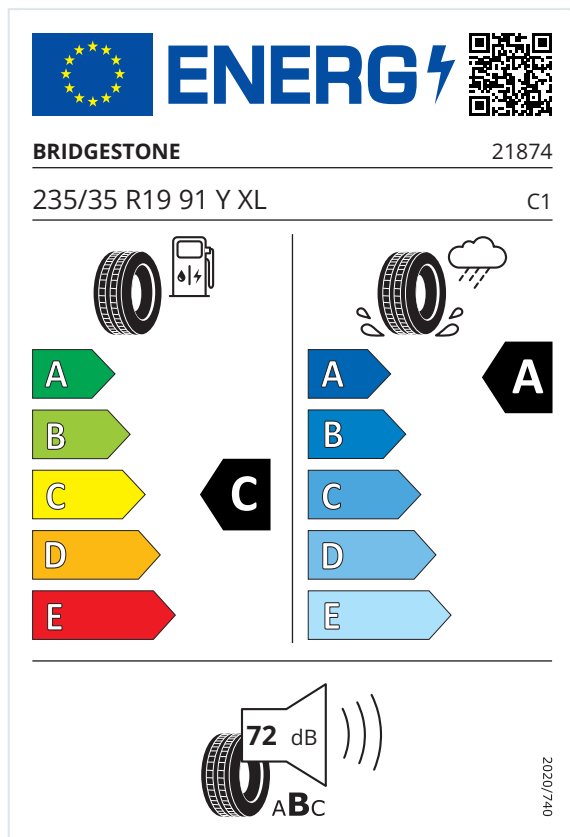 ENERG
BRIDGESTONE 21874
235/35 R19 91 Y XL C1
A A A
B B
C C C
D D
E E
72 dB
ABC
2020/740